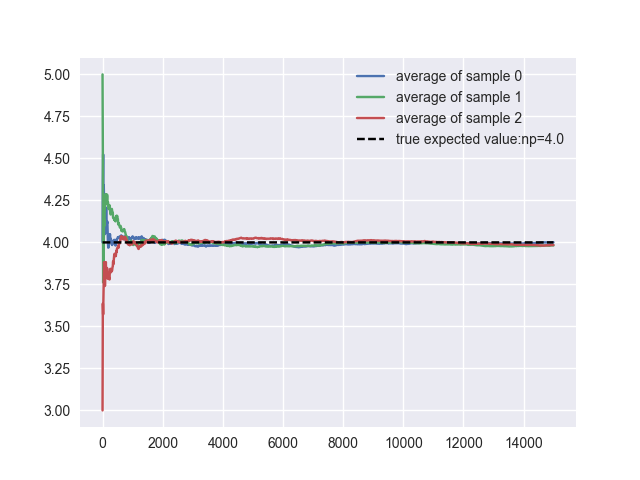 5.00
4.75
4.50
4.25
4.00
3.75
3.50
3.25
3.00
average of sample 0
average of sample 1
average of sample 2
true expected value:np=4.0
0 2000 4000 6000 8000 10000 12000 14000